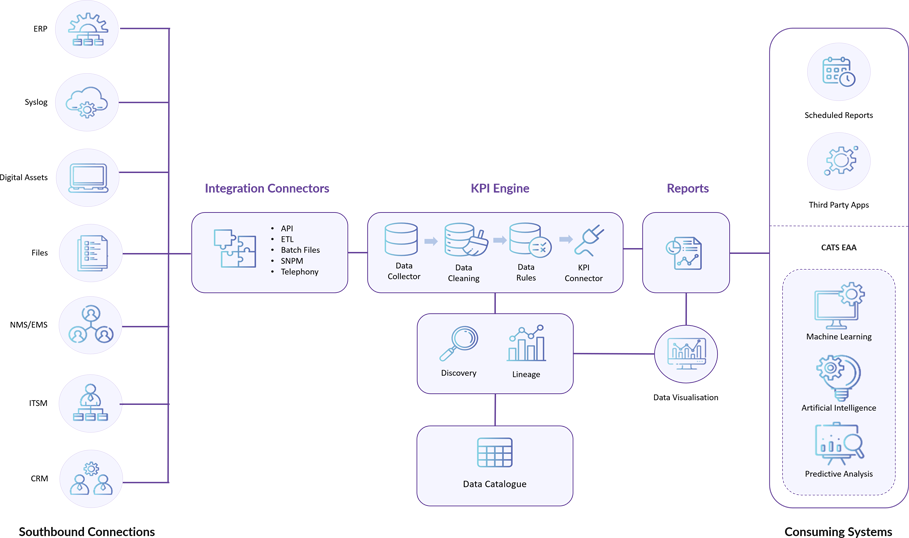 ERP
Syslog
Digital Assets
Files
NMS/EMS
ITSM
CRM
Southbound Connections
Integration Connectors
• API
• ETL
• Batch Files
• SNPM
• Telephony
KPI Engine
Data
Collector
Data
Cleaning
Data
Rules
KPI
Connector
Discovery
Lineage
Data Catalogue
Reports
Data Visualisation
Scheduled Reports
Third Party Apps
CATS EAA
Machine Learning
Artificial Intelligence
Predictive Analysis
Consuming Systems